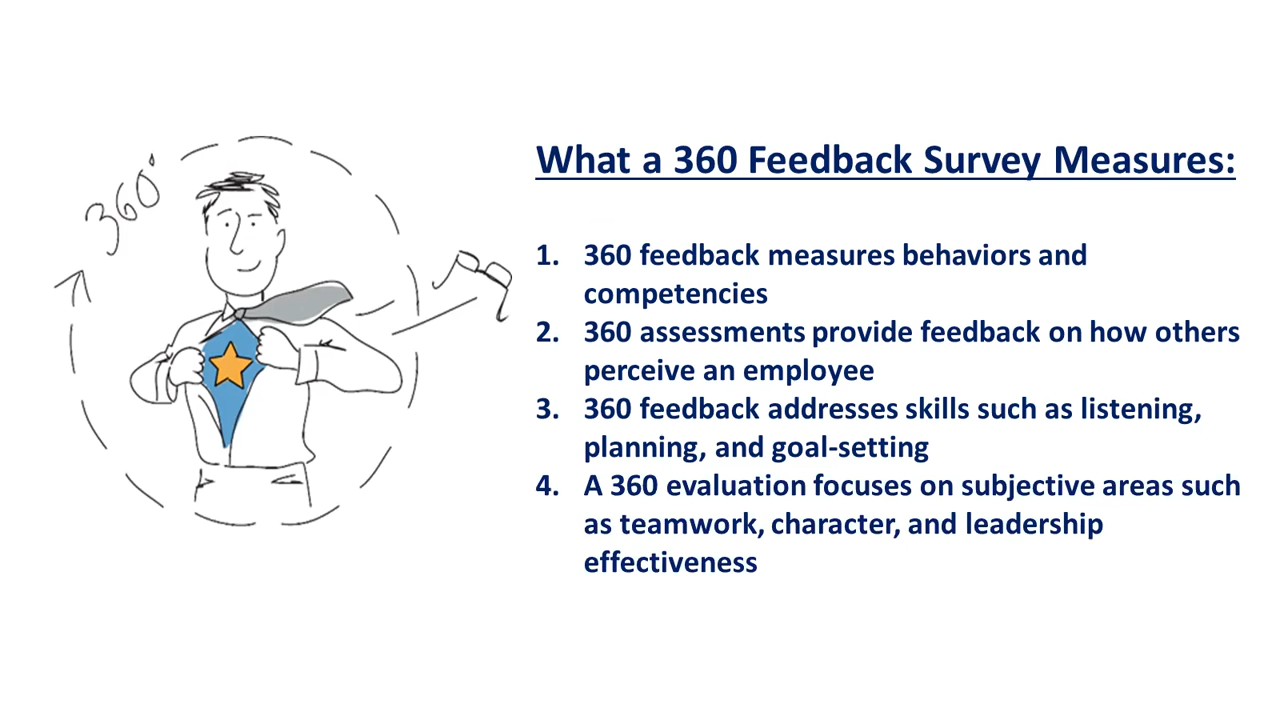 360°
What a 360 Feedback Survey Measures:
1. 360 feedback measures behaviors and
competencies
2. 360 assessments provide feedback on how others
perceive an employee
3. 360 feedback addresses skills such as listening,
planning, and goal-setting
4. A 360 evaluation focuses on subjective areas such
as teamwork, character, and leadership
effectiveness